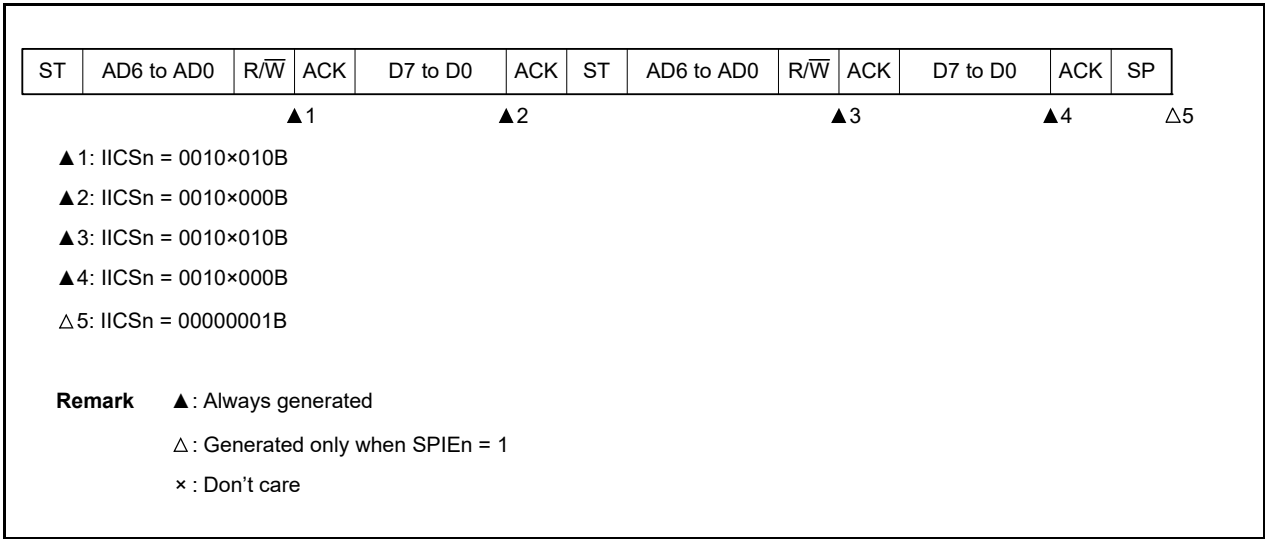 ST AD6 to AD0 R/W̅ ACK D7 to D0 ACK ST AD6 to AD0 R/W̅ ACK D7 to D0 ACK SP
▲1 ▲2 ▲3 ▲4 △5
▲1: IICSn = 0010×010B
▲2: IICSn = 0010×000B
▲3: IICSn = 0010×010B
▲4: IICSn = 0010×000B
△5: IICSn = 00000001B
Remark ▲: Always generated
△: Generated only when SPIEn = 1
×: Don’t care